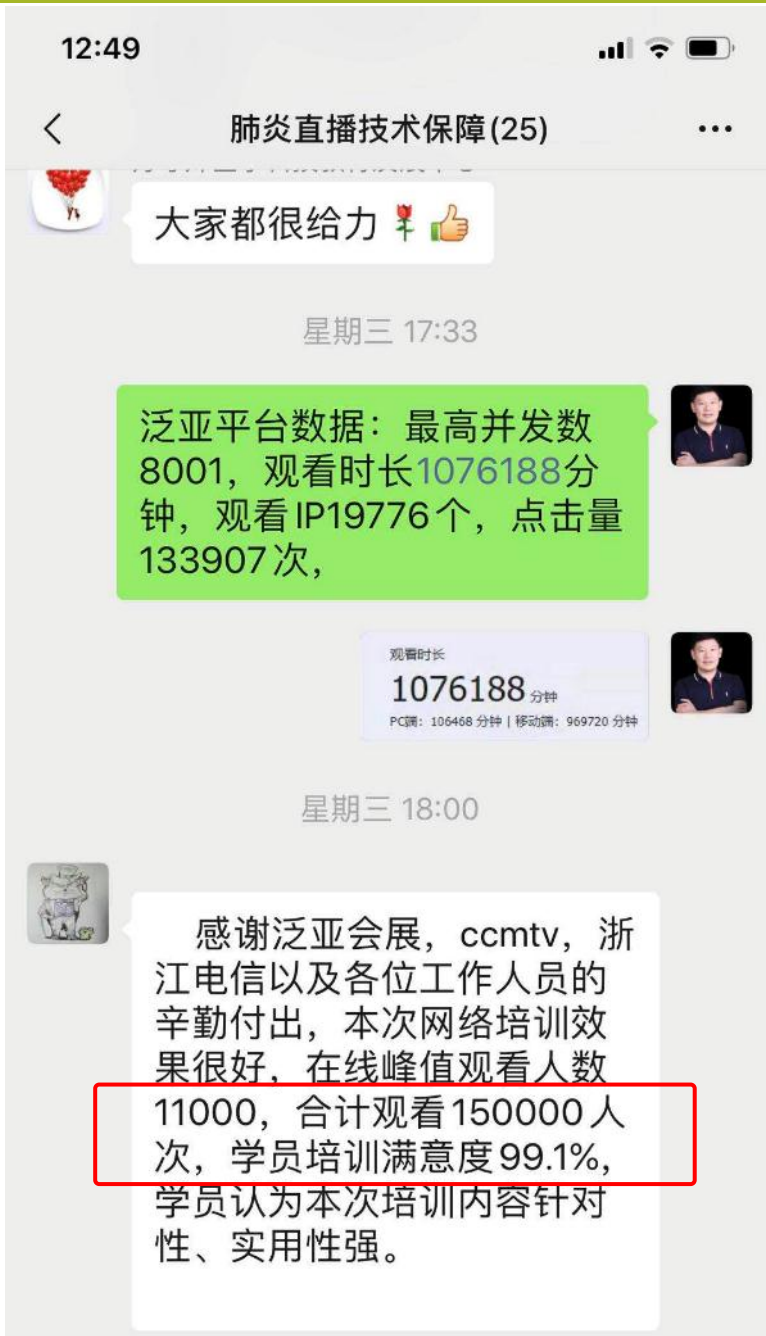 12:49
肺炎直播技术保障(25)
大家都很给力
星期三 17:33
泛亚平台数据：最高并发数
8001，观看时长1076188分
钟，观看IP19776个，点击量
133907次，
观看时长
1076188 分钟
PC端：106468 分钟 | 移动端：969720 分钟
星期三 18:00
感谢泛亚会展，ccmtv，浙
江电信以及各位工作人员的
辛勤付出，本次网络培训效
果很好，在线峰值观看人数
11000，合计观看150000人
次，学员培训满意度99.1%，
学员认为本次培训内容针对
性、实用性强。